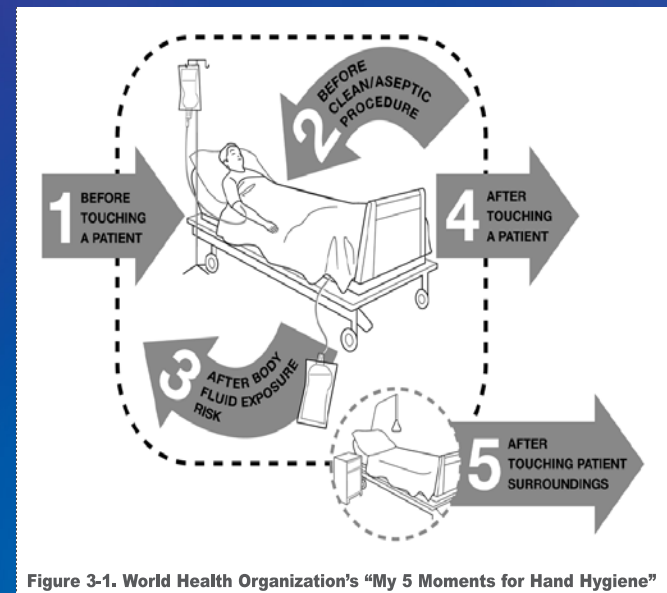 1
BEFORE
TOUCHING
A PATIENT
2
BEFORE
CLEAN/ASEPTIC
PROCEDURE
3
AFTER BODY
FLUID EXPOSURE
RISK
4
AFTER
TOUCHING
A PATIENT
5
AFTER
TOUCHING PATIENT
SURROUNDINGS
Figure 3-1. World Health Organization’s “My 5 Moments for Hand Hygiene”